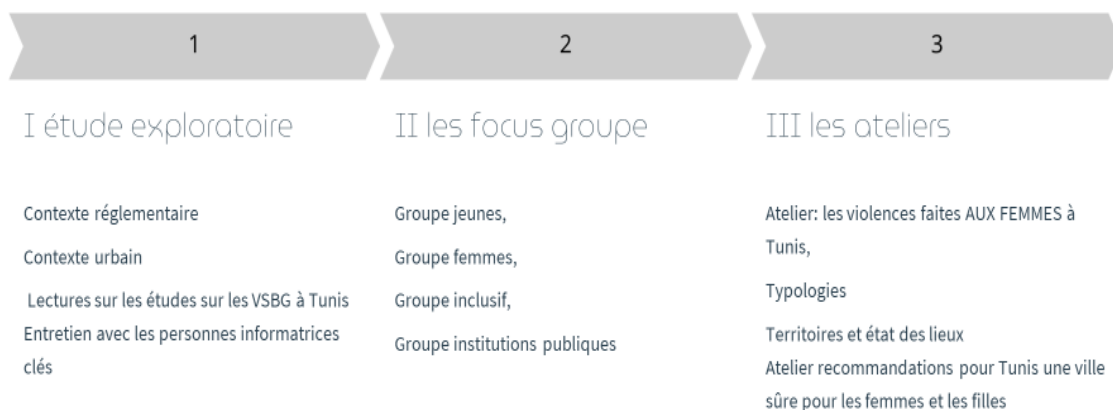 1
I étude exploratoire
Contexte réglementaire
Contexte urbain
Lectures sur les études sur les VSBG à Tunis
Entretien avec les personnes informatrices
clés
2
II les focus groupe
Groupe jeunes,
Groupe femmes,
Groupe inclusif,
Groupe institutions publiques
3
III les ateliers
Atelier: les violences faites AUX FEMMES à
Tunis,
Typologies
Territoires et état des lieux
Atelier recommandations pour Tunis une ville
sûre pour les femmes et les filles